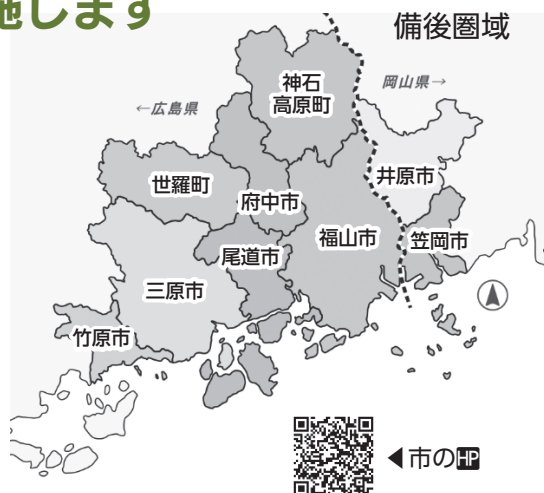 施します
備後圏域
神石
高原町
岡山県→
←広島県
世羅町
府中市
井原市
福山市
笠岡市
尾道市
三原市
竹原市
◀市のHP